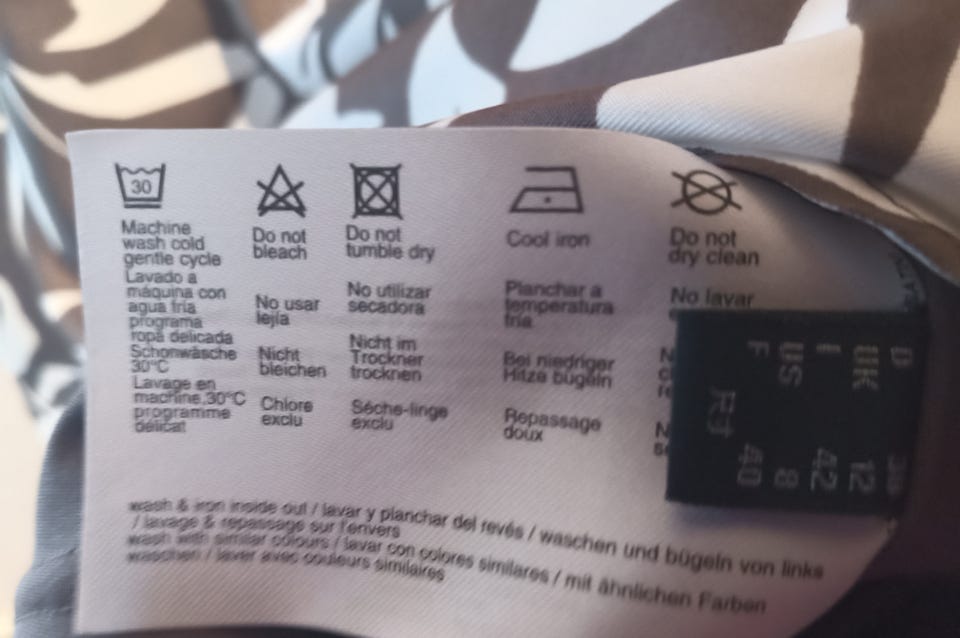 30
Machine
wash cold
gentle cycle
Lavado a
máquina con
agua fría
programa
ropa delicada
Schonwäsche
30°C
Lavage en
machine,30°C
programme
délicat
Do not
bleach
No usar
lejía
Nicht
bleichen
Chlore
exclu
Do not
tumble dry
No utilizar
secadora
Nicht im
Trockner
trocknen
Séche-linge
exclu
Cool iron
Planchar a
temperatura
fría
Bei niedriger
Hitze bügeln
Repassage
doux
Do not
dry clean
No lavar
wash & iron inside out / lavar y planchar del revés / waschen und bügeln von links
/ lavage & repassage sur l'envers
wash with similar colours / lavar con colores similares / mit ähnlichen Farben
waschen / laver avec couleurs similaires
D
UK 12
I 42
US 8
F 40